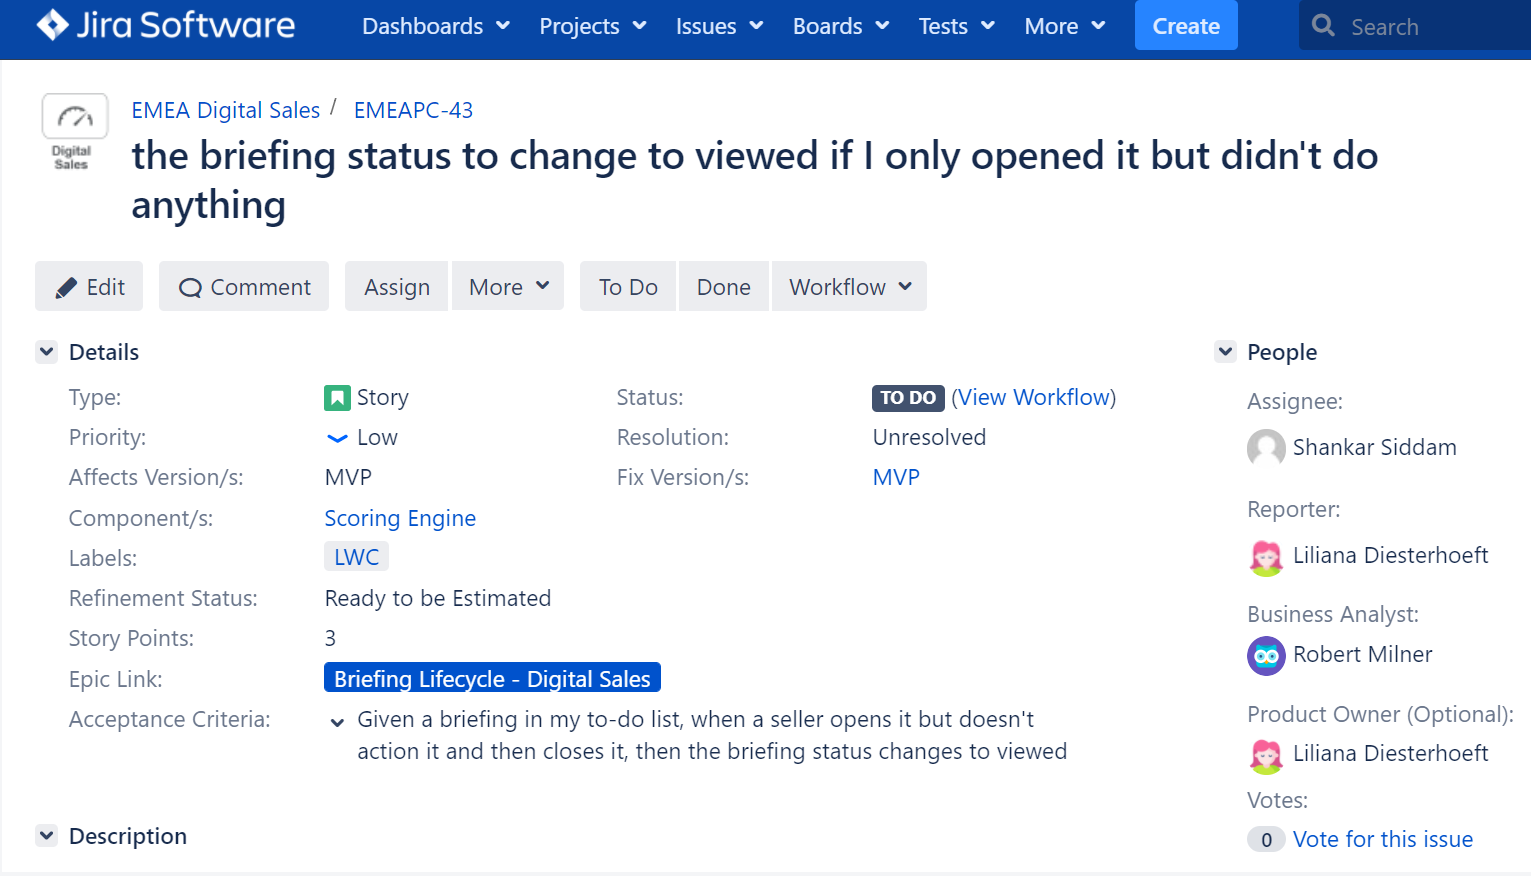 Jira Software Dashboards Projects Issues Boards Tests More Create Search
EMEA Digital Sales / EMEAPC-43
Digital
Sales
the briefing status to change to viewed if I only opened it but didn't do
anything
Edit Comment Assign More To Do Done Workflow
Details
Type: Story Status: TO DO (View Workflow)
Priority: Low Resolution: Unresolved
Affects Version/s: MVP Fix Version/s: MVP
Component/s: Scoring Engine
Labels: LWC
Refinement Status: Ready to be Estimated
Story Points: 3
Epic Link: Briefing Lifecycle - Digital Sales
Acceptance Criteria: Given a briefing in my to-do list, when a seller opens it but doesn't
action it and then closes it, then the briefing status changes to viewed
Description
People
Assignee:
Shankar Siddam
Reporter:
Liliana Diesterhoeft
Business Analyst:
Robert Milner
Product Owner (Optional):
Liliana Diesterhoeft
Votes:
0 Vote for this issue